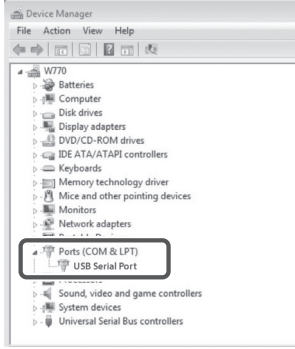 Device Manager
File Action View Help
W770
Batteries
Computer
Disk drives
Display adapters
DVD/CD-ROM drives
IDE ATA/ATAPI controllers
Keyboards
Memory technology driver
Mice and other pointing devices
Monitors
Network adapters
Ports (COM & LPT)
USB Serial Port
Sound, video and game controllers
System devices
Universal Serial Bus controllers